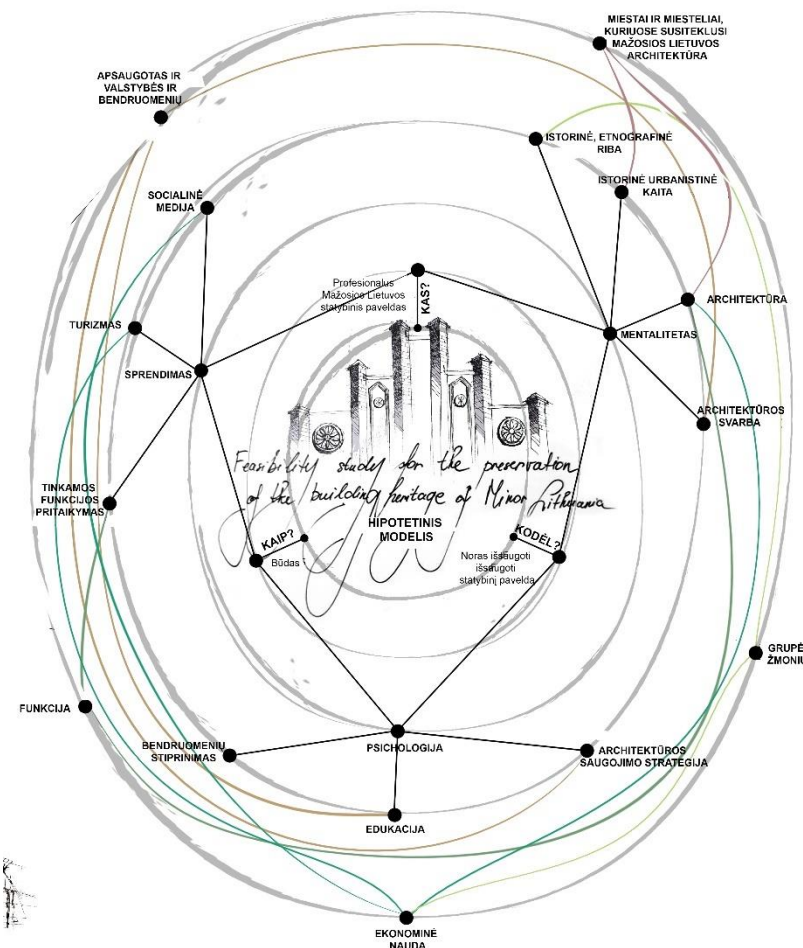 MIESTAI IR MIESTELIAI,
KURIUOSE SUSITEKLUSI
MAŽOSIOS LIETUVOS
ARCHITEKTŪRA
APSAUGOTAS IR
VALSTYBĖS IR
BENDRUOMENIŲ
ISTORINĖ, ETNOGRAFINĖ
RIBA
ISTORINĖ URBANISTINĖ
KAITA
SOCIALINĖ
MEDIJA
Profesionalus
Mažosios Lietuvos
statybinis paveldas
KAS?
ARCHITEKTŪRA
TURIZMAS
MENTALITETAS
SPRENDIMAS
ARCHITEKTŪROS
SVARBA
Feasibility study for the preservation
of the building heritage of Minor Lithuania
TINKAMOS
FUNKCIJOS
PRITAIKYMAS
HIPOTETINIS
MODELIS
KAIP?
Būdas
KODĖL?
Noras išsaugoti
išsaugoti
statybinį paveldą
GRUPĖ
ŽMONIŲ
FUNKCIJA
BENDRUOMENIŲ
STIPRINIMAS
PSICHOLOGIJA
ARCHITEKTŪROS
SAUGOJIMO STRATEGIJA
EDUKACIJA
EKONOMINĖ
NAUDA